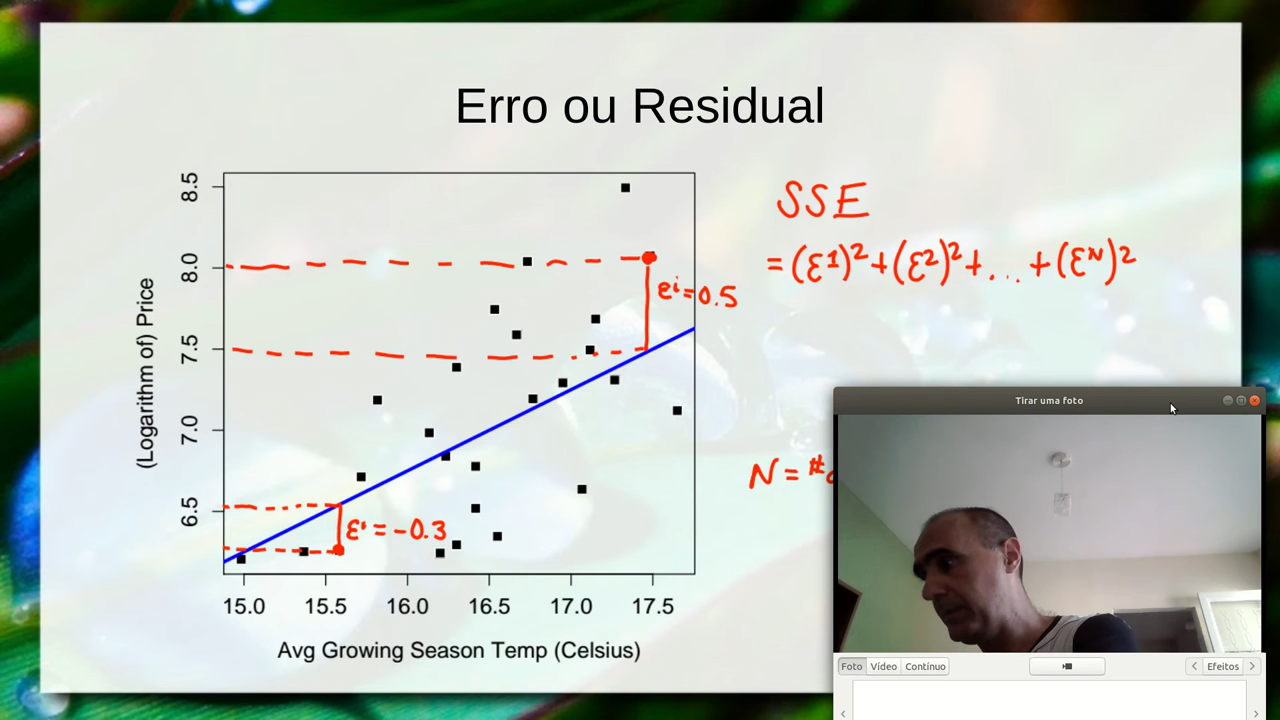 Erro ou Residual
(Logarithm of) Price
8.5
8.0
7.5
7.0
6.5
15.0 15.5 16.0 16.5 17.0 17.5
Avg Growing Season Temp (Celsius)
εⁱ = 0.5
εⁱ = -0.3
SSE
= (ε¹)² + (ε²)² + ... + (εᴺ)²
N = #
Tirar uma foto
Foto Vídeo Contínuo Efeitos